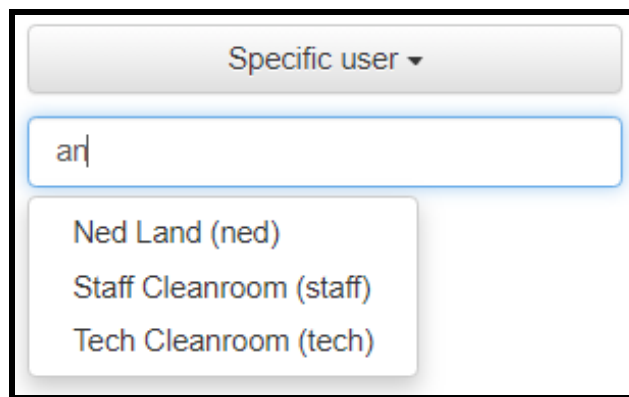 Specific user
an
Ned Land (ned)
Staff Cleanroom (staff)
Tech Cleanroom (tech)